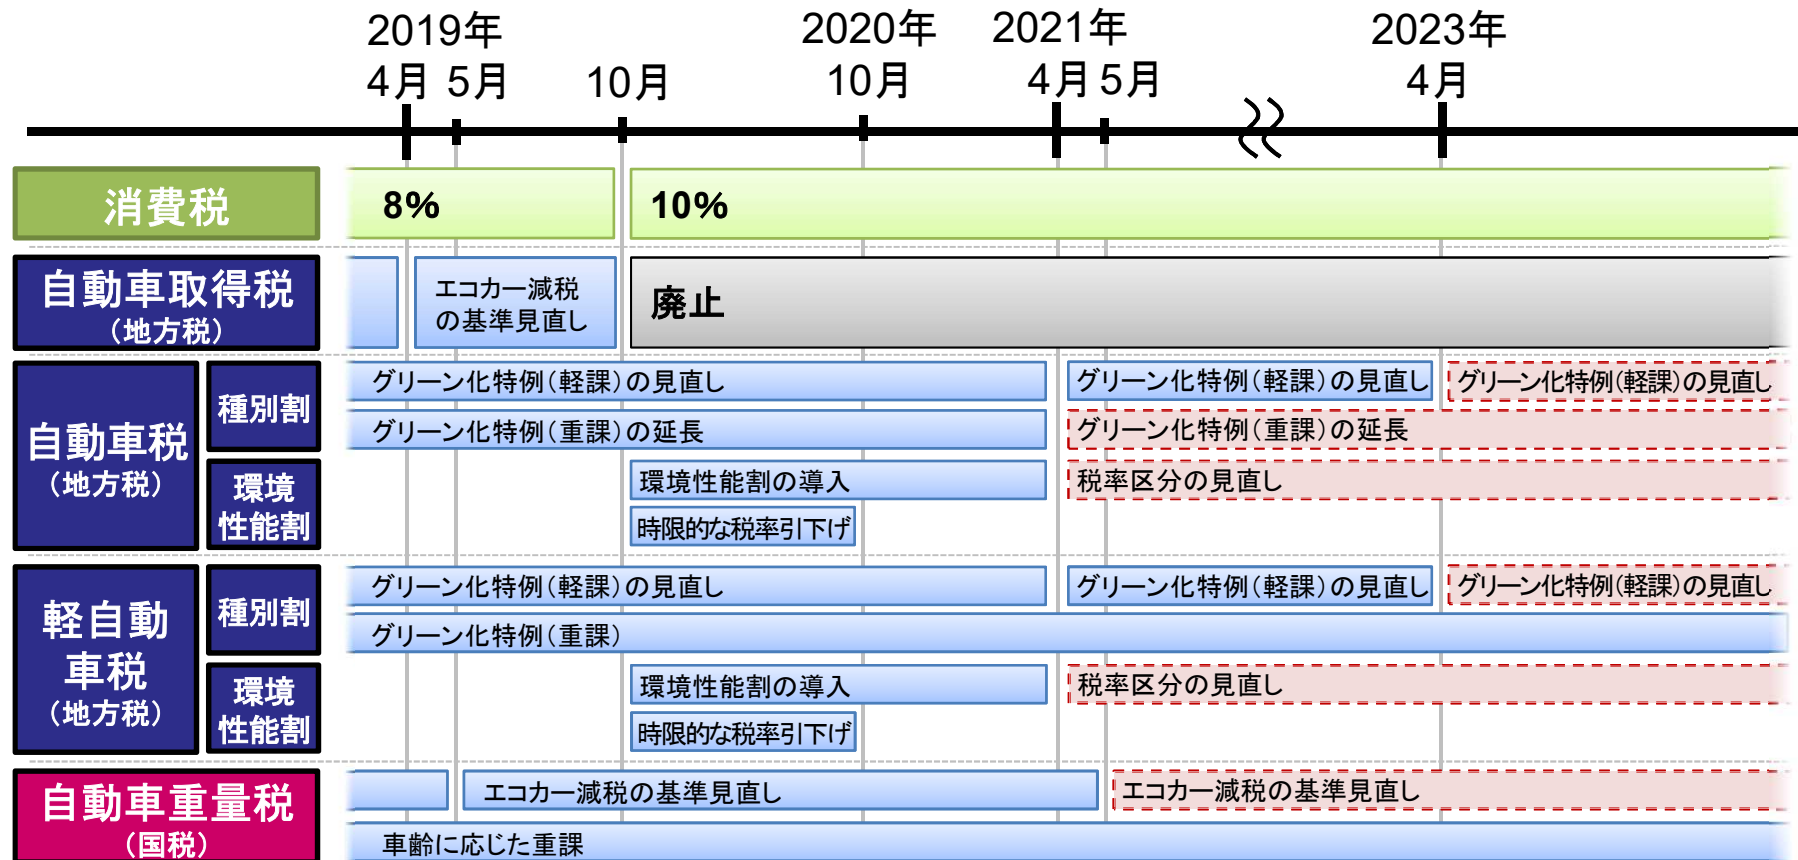 2019年
2020年
2021年
2023年
4月
5月
10月
10月
4月
5月
4月
消費税
8%
10%
自動車取得税
（地方税）
エコカー減税
の基準見直し
廃止
自動車税
（地方税）
種別割
グリーン化特例（軽課）の見直し
グリーン化特例（軽課）の見直し
グリーン化特例（軽課）の見直し
グリーン化特例（重課）の延長
グリーン化特例（重課）の延長
環境
性能割
環境性能割の導入
税率区分の見直し
時限的な税率引下げ
軽自動
車税
（地方税）
種別割
グリーン化特例（軽課）の見直し
グリーン化特例（軽課）の見直し
グリーン化特例（軽課）の見直し
グリーン化特例（重課）
環境
性能割
環境性能割の導入
税率区分の見直し
時限的な税率引下げ
自動車重量税
（国税）
エコカー減税の基準見直し
エコカー減税の基準見直し
車齢に応じた重課